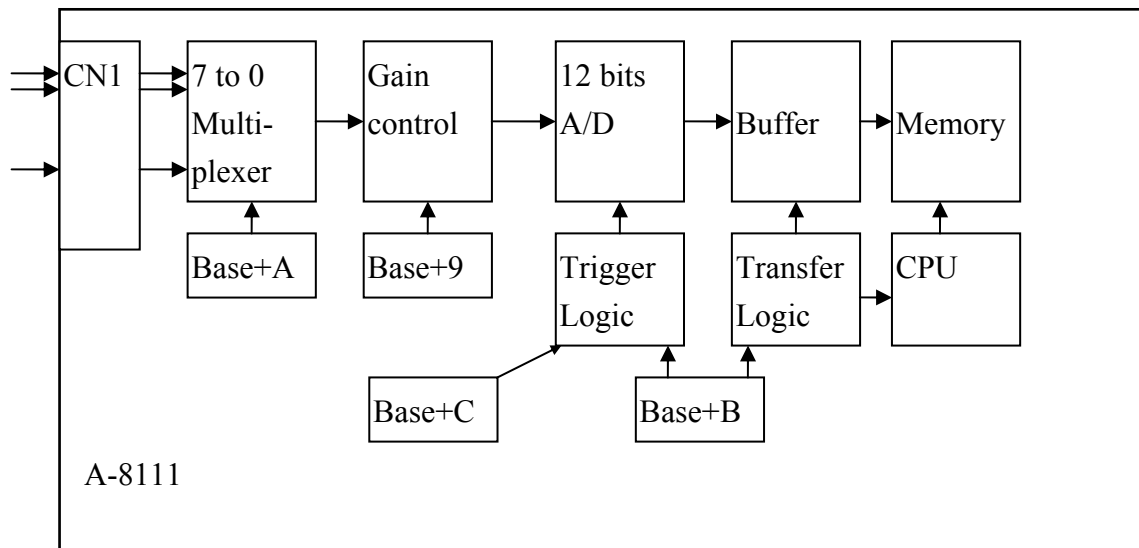 CN1
7 to 0
Multi-
plexer
Gain
control
12 bits
A/D
Buffer
Memory
Base+A
Base+9
Trigger
Logic
Transfer
Logic
CPU
Base+C
Base+B
A-8111